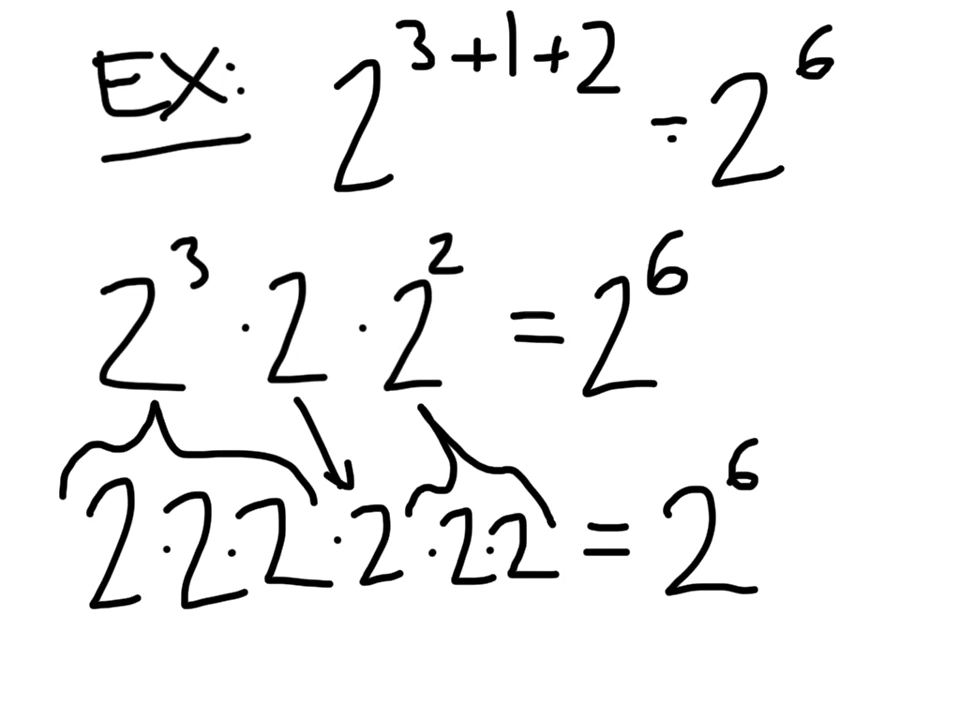 EX: 2^{3+1+2} = 2^6
2^3 · 2 · 2^2 = 2^6
2 · 2 · 2 · 2 · 2 · 2 = 2^6